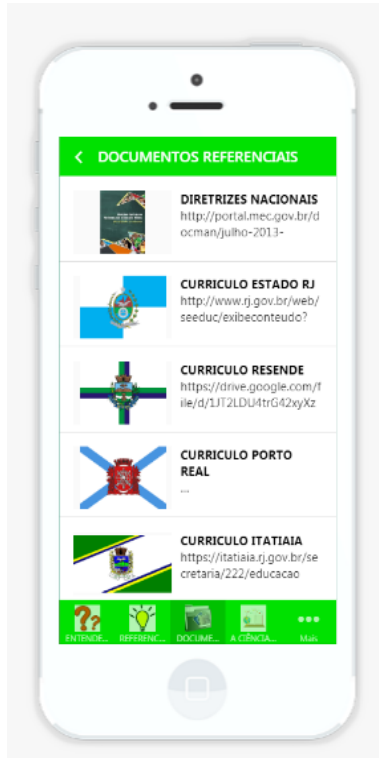 DOCUMENTOS REFERENCIAIS
DIRETRIZES NACIONAIS
http://portal.mec.gov.br/d
ocman/julho-2013-
CURRICULO ESTADO RJ
http://www.rj.gov.br/web/
seeduc/exibeconteudo?
CURRICULO RESENDE
https://drive.google.com/f
ile/d/1JT2LDU4trG42xyXz
CURRICULO PORTO
REAL
...
CURRICULO ITATIAIA
https://itatiaia.rj.gov.br/se
cretaria/222/educacao
ENTENDE... REFERENC... DOCUME... A CIÊNCIA... Mais